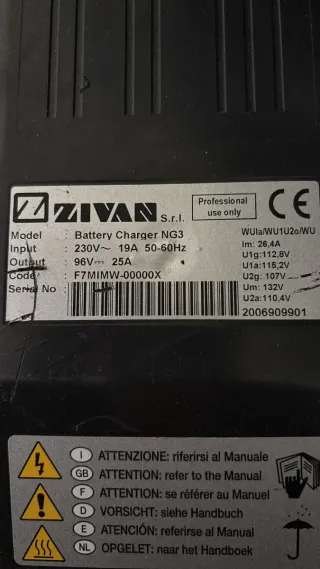 ZIVAN S.r.l.
Professional
use only
CE
Model : Battery Charger NG3
Input : 230V~ 19A 50-60Hz
Output : 96V⎓ 25A
Code : F7MIMW-00000X
Serial No :
WUIa/WU1U2o/WU
Im: 26,4A
U1g:112,8V
U1a:115,2V
U2g: 107V
Um: 132V
U2a:110,4V
2006909901
I ATTENZIONE: riferirsi al Manuale
GB ATTENTION: refer to the Manual
F ATTENTION: se référer au Manuel
D VORSICHT: siehe Handbuch
E ATENCIÓN: referirse al Manual
NL OPGELET: naar het Handboek